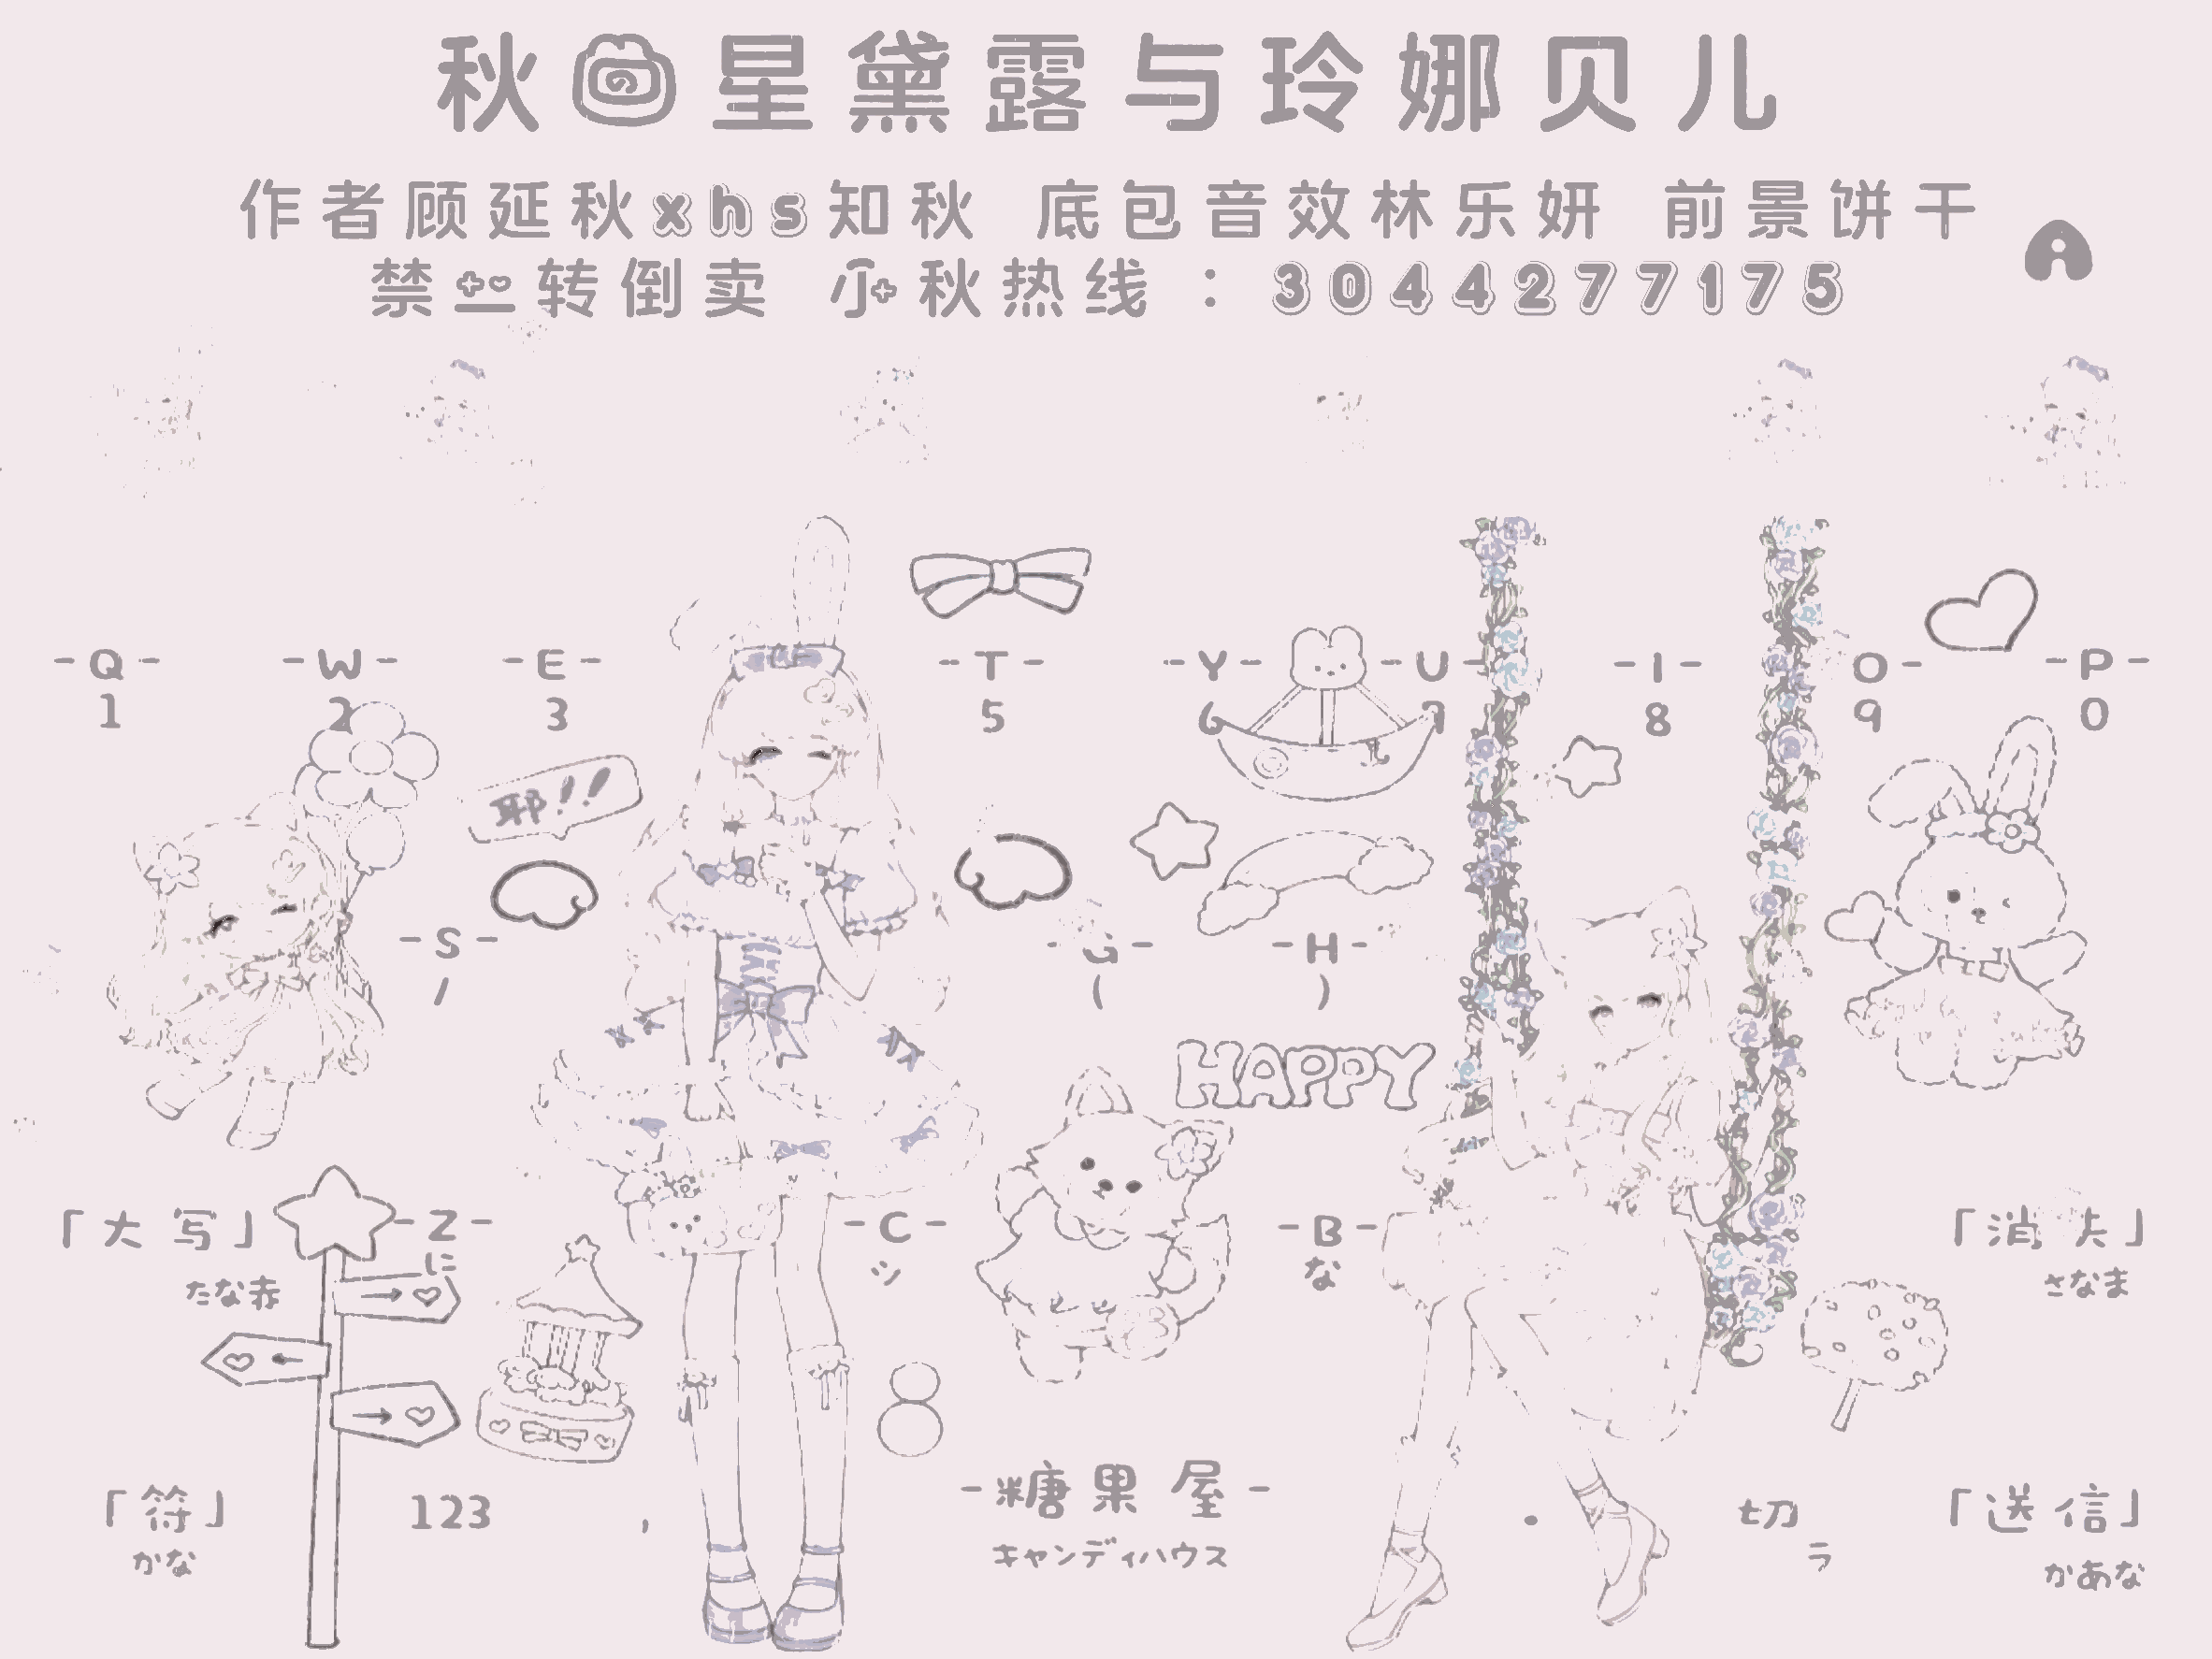 秋 星黛露与玲娜贝儿
作者顾延秋xhs知秋 底包音效林乐妍 前景饼干
禁二转倒卖 小秋热线：3044277175
-Q- -W- -E- -T- -Y- -U- -I- O- -P-
1 2 3 5 6 7 8 9 0
耶!!
-S- -G- -H-
/ ( )
HAPPY
「大写」 -Z- -C- -B- 「消失」
たな赤 に ツ な さなま
「符」 123 , -糖果屋- . 切 「送信」
かな キャンディハウス ラ かあな